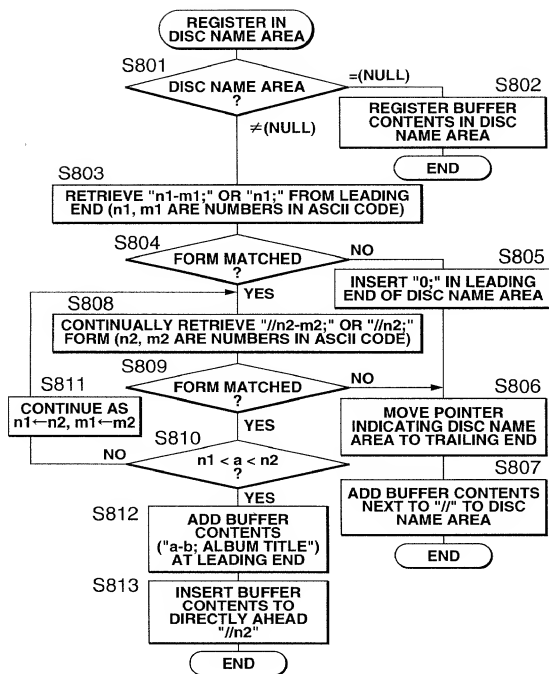 REGISTER IN
DISC NAME AREA
S801
DISC NAME AREA
?
=(NULL)
≠(NULL)
S802
REGISTER BUFFER
CONTENTS IN DISC
NAME AREA
END
S803
RETRIEVE "n1-m1;" OR "n1;" FROM LEADING
END (n1, m1 ARE NUMBERS IN ASCII CODE)
S804
FORM MATCHED
?
NO
YES
S805
INSERT "0;" IN LEADING
END OF DISC NAME AREA
S808
CONTINUALLY RETRIEVE "//n2-m2;" OR "//n2;"
FORM (n2, m2 ARE NUMBERS IN ASCII CODE)
S809
FORM MATCHED
?
NO
YES
S811
CONTINUE AS
n1←n2, m1←m2
S806
MOVE POINTER
INDICATING DISC NAME
AREA TO TRAILING END
S810
n1 < a < n2
?
NO
YES
S807
ADD BUFFER CONTENTS
NEXT TO "//" TO DISC
NAME AREA
END
S812
ADD BUFFER
CONTENTS
("a-b; ALBUM TITLE")
AT LEADING END
S813
INSERT BUFFER
CONTENTS TO
DIRECTLY AHEAD
"//n2"
END